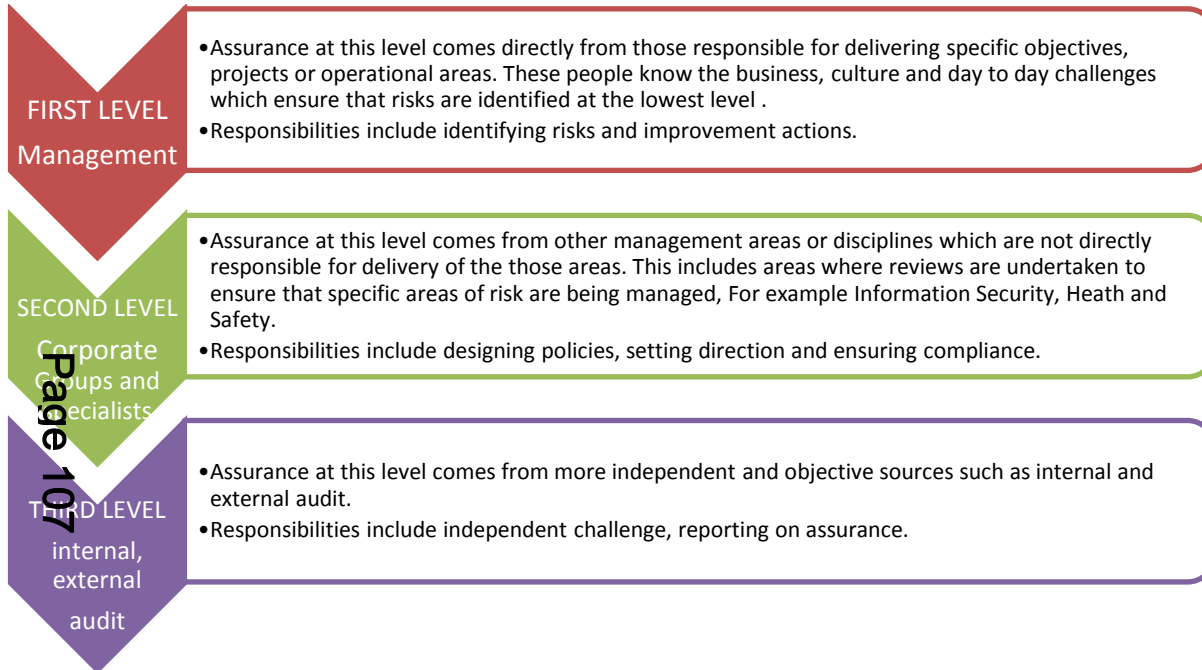 FIRST LEVEL
Management
•Assurance at this level comes directly from those responsible for delivering specific objectives,
projects or operational areas. These people know the business, culture and day to day challenges
which ensure that risks are identified at the lowest level .
•Responsibilities include identifying risks and improvement actions.
SECOND LEVEL
Corporate
Groups and
specialists
•Assurance at this level comes from other management areas or disciplines which are not directly
responsible for delivery of the those areas. This includes areas where reviews are undertaken to
ensure that specific areas of risk are being managed, For example Information Security, Heath and
Safety.
•Responsibilities include designing policies, setting direction and ensuring compliance.
THIRD LEVEL
internal,
external
audit
•Assurance at this level comes from more independent and objective sources such as internal and
external audit.
•Responsibilities include independent challenge, reporting on assurance.
Page 107